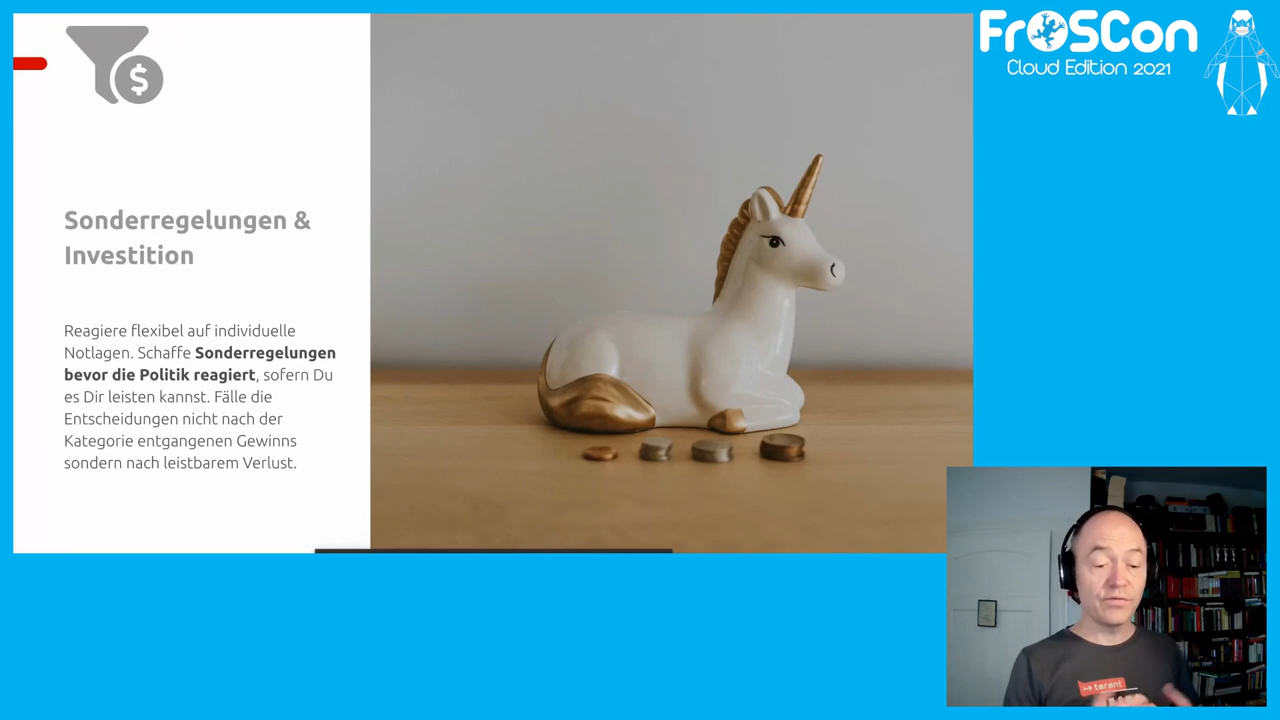 FrOSCon
Cloud Edition 2021
$
Sonderregelungen &
Investition
Reagiere flexibel auf individuelle
Notlagen. Schaffe Sonderregelungen
bevor die Politik reagiert, sofern Du
es Dir leisten kannst. Fälle die
Entscheidungen nicht nach der
Kategorie entgangenen Gewinns
sondern nach leistbarem Verlust.
tarent